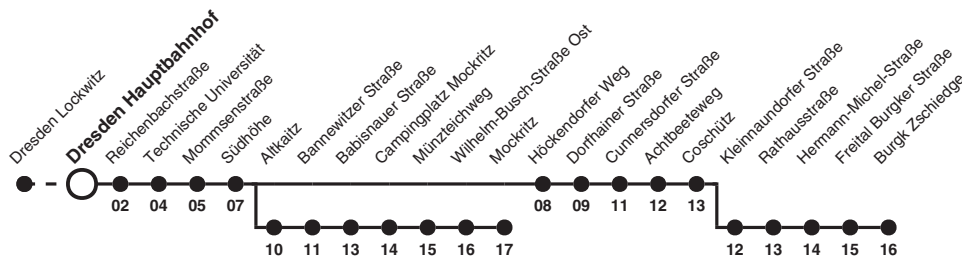 Dresden Lockwitz
Dresden Hauptbahnhof
Reichenbachstraße
Technische Universität
Mommsenstraße
Südhöhe
Altkaitz
Bannewitzer Straße
Babisnauer Straße
Campingplatz Mockritz
Münzteichweg
Wilhelm-Busch-Straße Ost
Mockritz
Höckendorfer Weg
Dorfhainer Straße
Cunnersdorfer Straße
Achtbeeteweg
Coschütz
Kleinnaundorfer Straße
Rathausstraße
Hermann-Michel-Straße
Freital Burgker Straße
Burgk Zschiedge
02 04 05 07 08 09 11 12 13
10 11 13 14 15 16 17 12 13 14 15 16